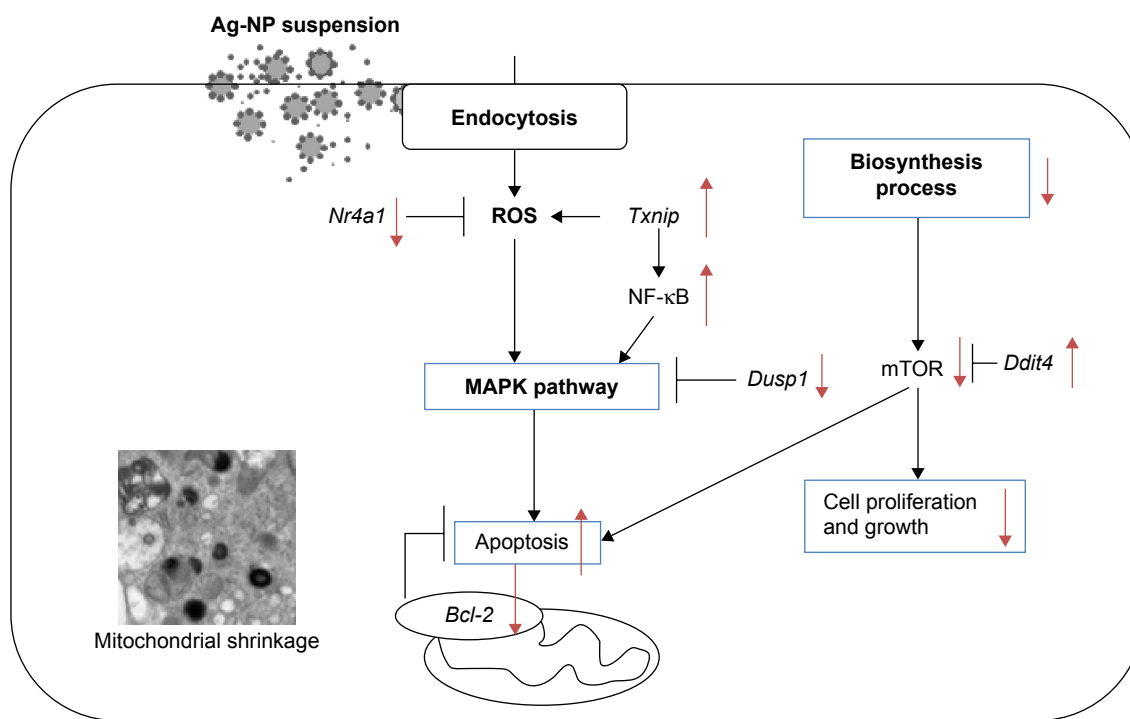 Ag-NP suspension
Endocytosis
Biosynthesis
process
Nr4a1
ROS
Txnip
NF-κB
MAPK pathway
Dusp1
mTOR
Ddit4
Cell proliferation
and growth
Apoptosis
Bcl-2
Mitochondrial shrinkage